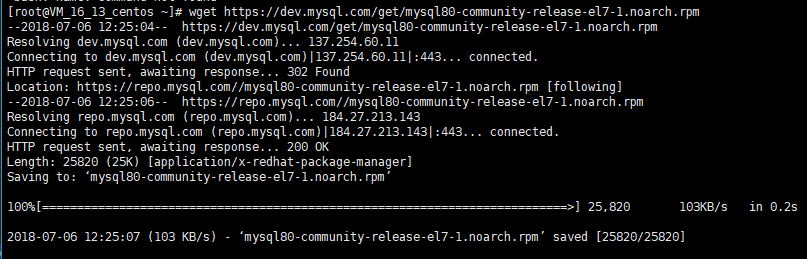 [root@VM_16_13_centos ~]# wget https://dev.mysql.com/get/mysql80-community-release-el7-1.noarch.rpm
--2018-07-06 12:25:04--  https://dev.mysql.com/get/mysql80-community-release-el7-1.noarch.rpm
Resolving dev.mysql.com (dev.mysql.com)... 137.254.60.11
Connecting to dev.mysql.com (dev.mysql.com)|137.254.60.11|:443... connected.
HTTP request sent, awaiting response... 302 Found
Location: https://repo.mysql.com//mysql80-community-release-el7-1.noarch.rpm [following]
--2018-07-06 12:25:06--  https://repo.mysql.com//mysql80-community-release-el7-1.noarch.rpm
Resolving repo.mysql.com (repo.mysql.com)... 184.27.213.143
Connecting to repo.mysql.com (repo.mysql.com)|184.27.213.143|:443... connected.
HTTP request sent, awaiting response... 200 OK
Length: 25820 (25K) [application/x-redhat-package-manager]
Saving to: ‘mysql80-community-release-el7-1.noarch.rpm’
100%[===========================================================================>] 25,820      103KB/s   in 0.2s
2018-07-06 12:25:07 (103 KB/s) - ‘mysql80-community-release-el7-1.noarch.rpm’ saved [25820/25820]